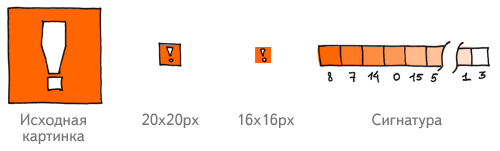 8 7 14 0 15 5 1 3
Исходная
картинка
20x20px
16x16px
Сигнатура